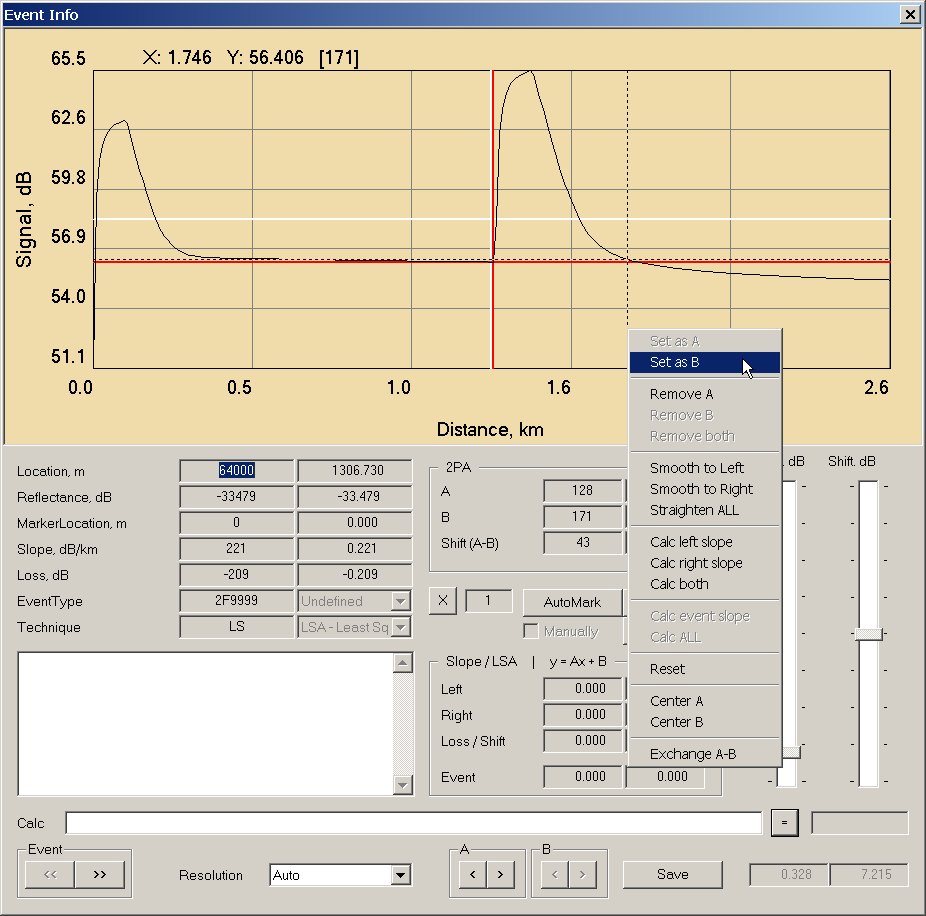 Event Info
X: 1.746 Y: 56.406 [171]
65.5
62.6
59.8
56.9
54.0
51.1
Signal, dB
0.0 0.5 1.0 1.6 2.6
Distance, km
Set as A
Set as B
Remove A
Remove B
Remove both
Smooth to Left
Smooth to Right
Straighten ALL
Calc left slope
Calc right slope
Calc both
Calc event slope
Calc ALL
Reset
Center A
Center B
Exchange A-B
dB Shift. dB
Location, m 64000 1306.730
Reflectance, dB -33479 -33.479
MarkerLocation, m 0 0.000
Slope, dB/km 221 0.221
Loss, dB -209 -0.209
EventType 2F9999 Undefined
Technique LS LSA - Least Sq
2PA
A 128
B 171
Shift (A-B) 43
X 1 AutoMark
Manually
Slope / LSA | y = Ax + B
Left 0.000
Right 0.000
Loss / Shift 0.000
Event 0.000 0.000
Calc =
Event
<< >>
Resolution Auto
A
< >
B
< >
Save 0.328 7.215